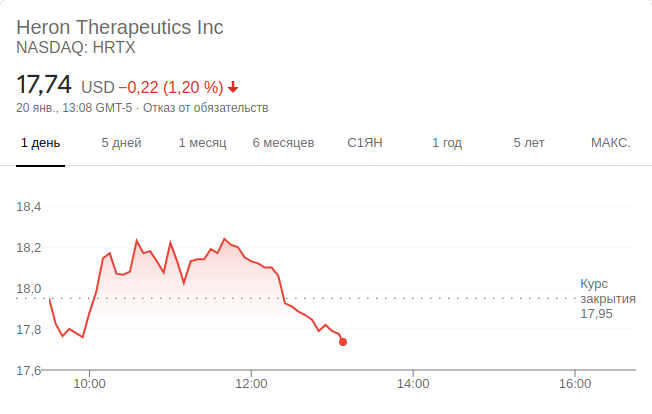 Heron Therapeutics Inc
NASDAQ: HRTX
17,74 USD −0,22 (1,20 %)
20 янв., 13:08 GMT-5 · Отказ от обязательств
1 день 5 дней 1 месяц 6 месяцев С1ЯН 1 год 5 лет МАКС.
18,4
18,2
18,0
17,8
17,6
Курс
закрытия
17,95
10:00 12:00 14:00 16:00